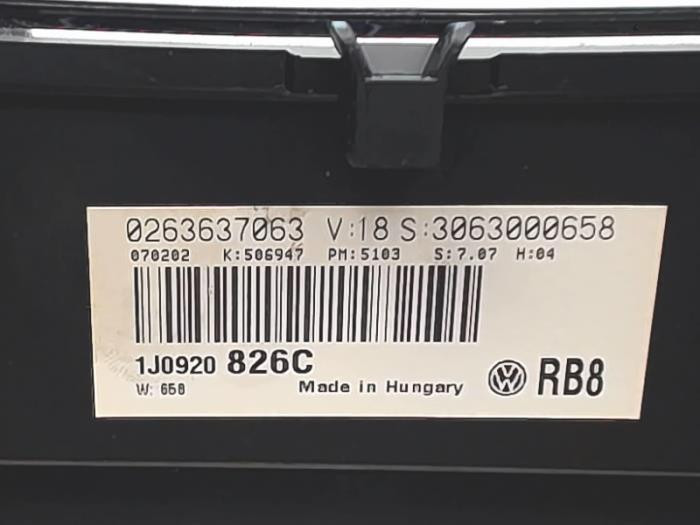 0263637063 V:18 S:3063000658
070202 K:506947 PM:5103 S:7.07 H:04
1J0920 826C
W: 658 Made in Hungary RB8